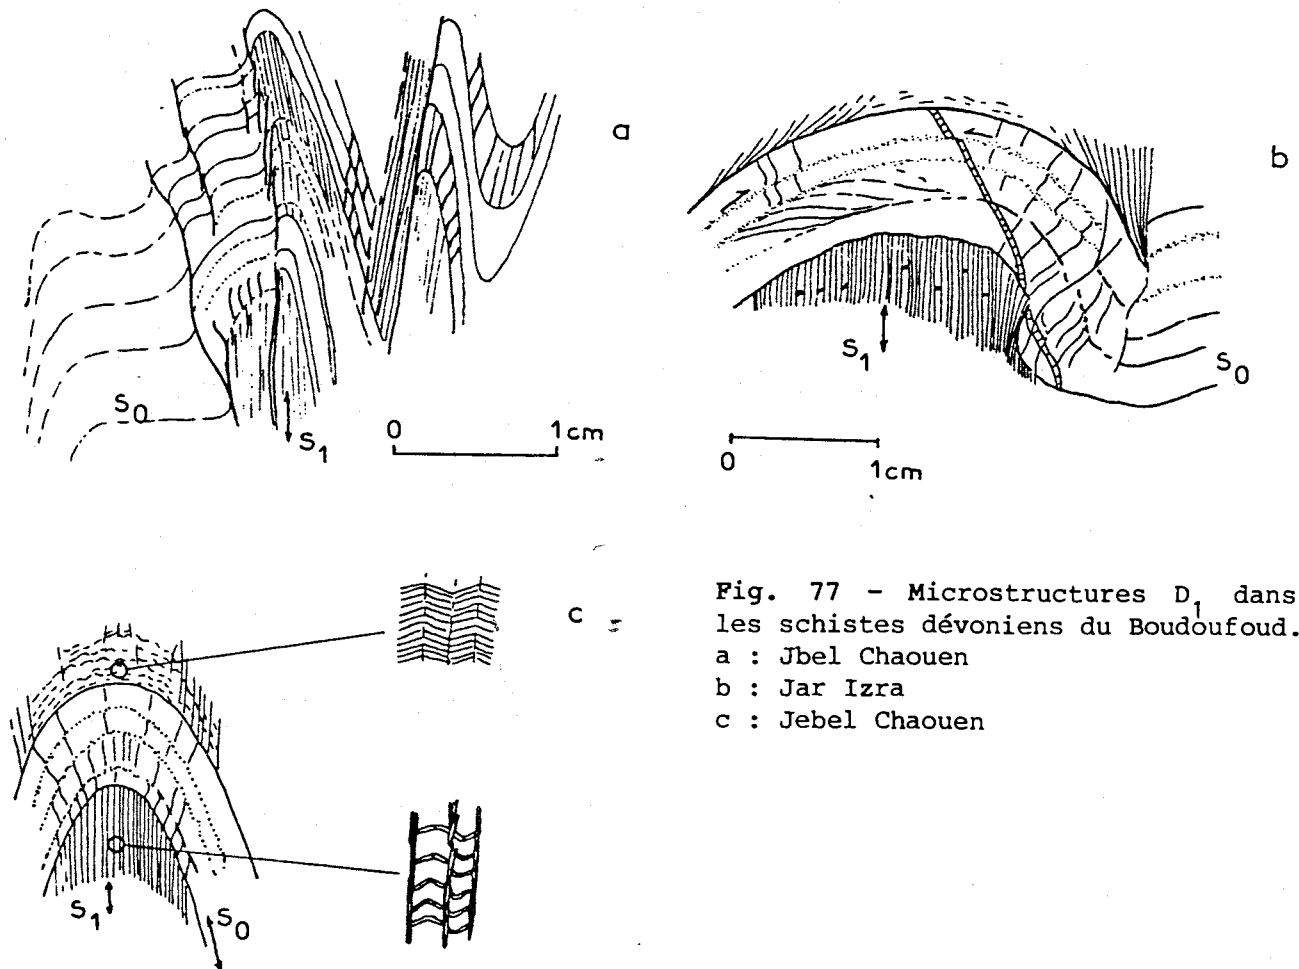 a
b
S0
S1
0 1cm
S1
S0
0 1cm
c
Fig. 77 - Microstructures D1 dans
les schistes dévoniens du Boudoufoud.
a : Jbel Chaouen
b : Jar Izra
c : Jebel Chaouen
S1
S0